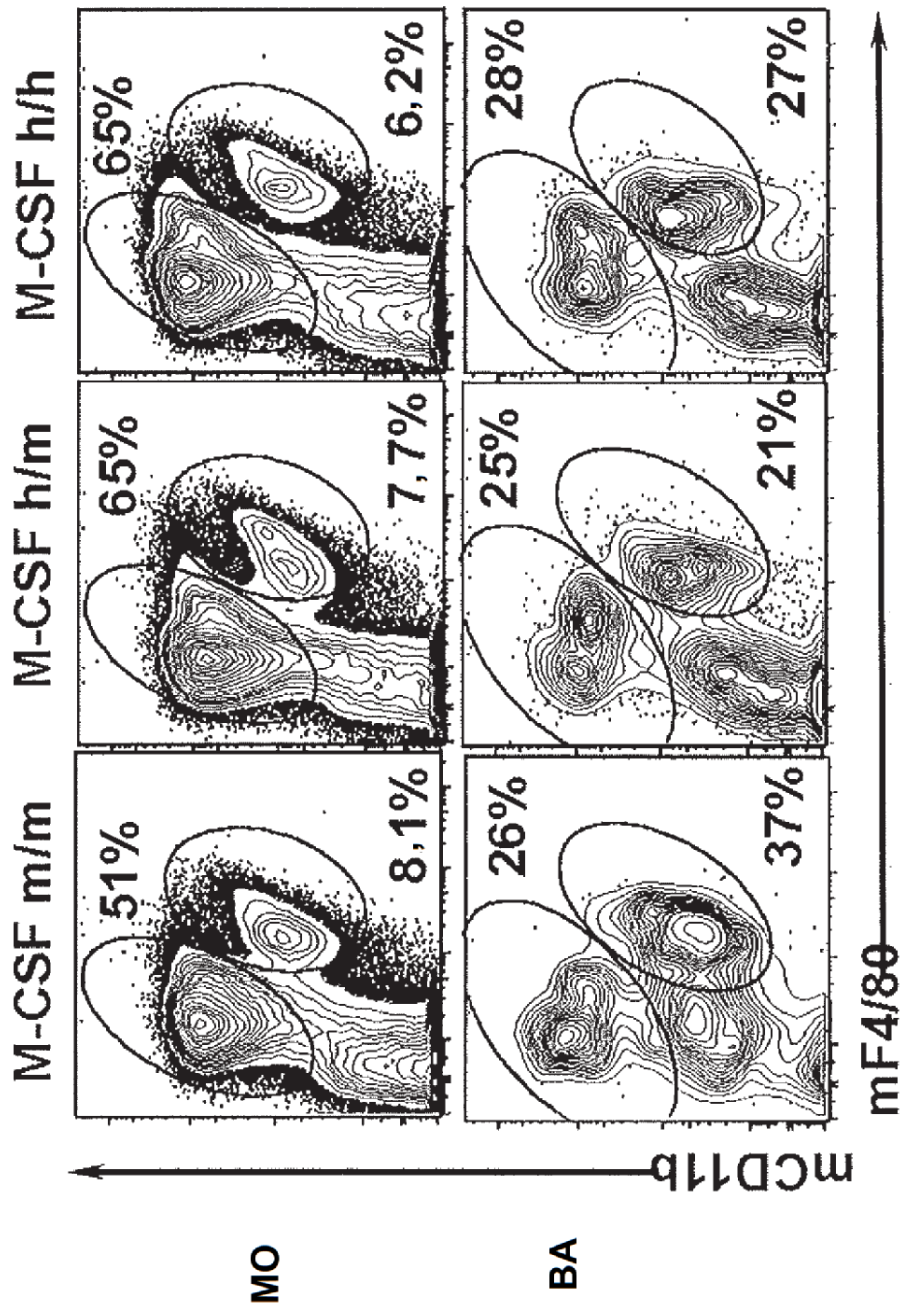 M-CSF m/m M-CSF h/m M-CSF h/h
MO
51% 65% 65%
8,1% 7,7% 6,2%
BA
26% 25% 28%
37% 21% 27%
mCD11b
mF4/80